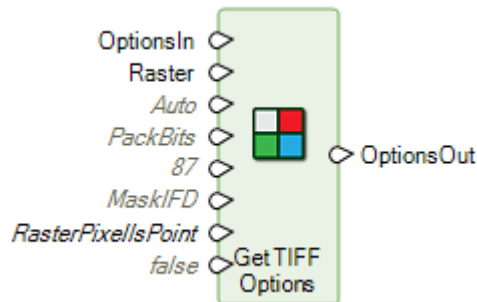 OptionsIn
Raster
Auto
PackBits
87
MaskIFD
RasterPixelIsPoint
false
Get TIFF
Options
OptionsOut